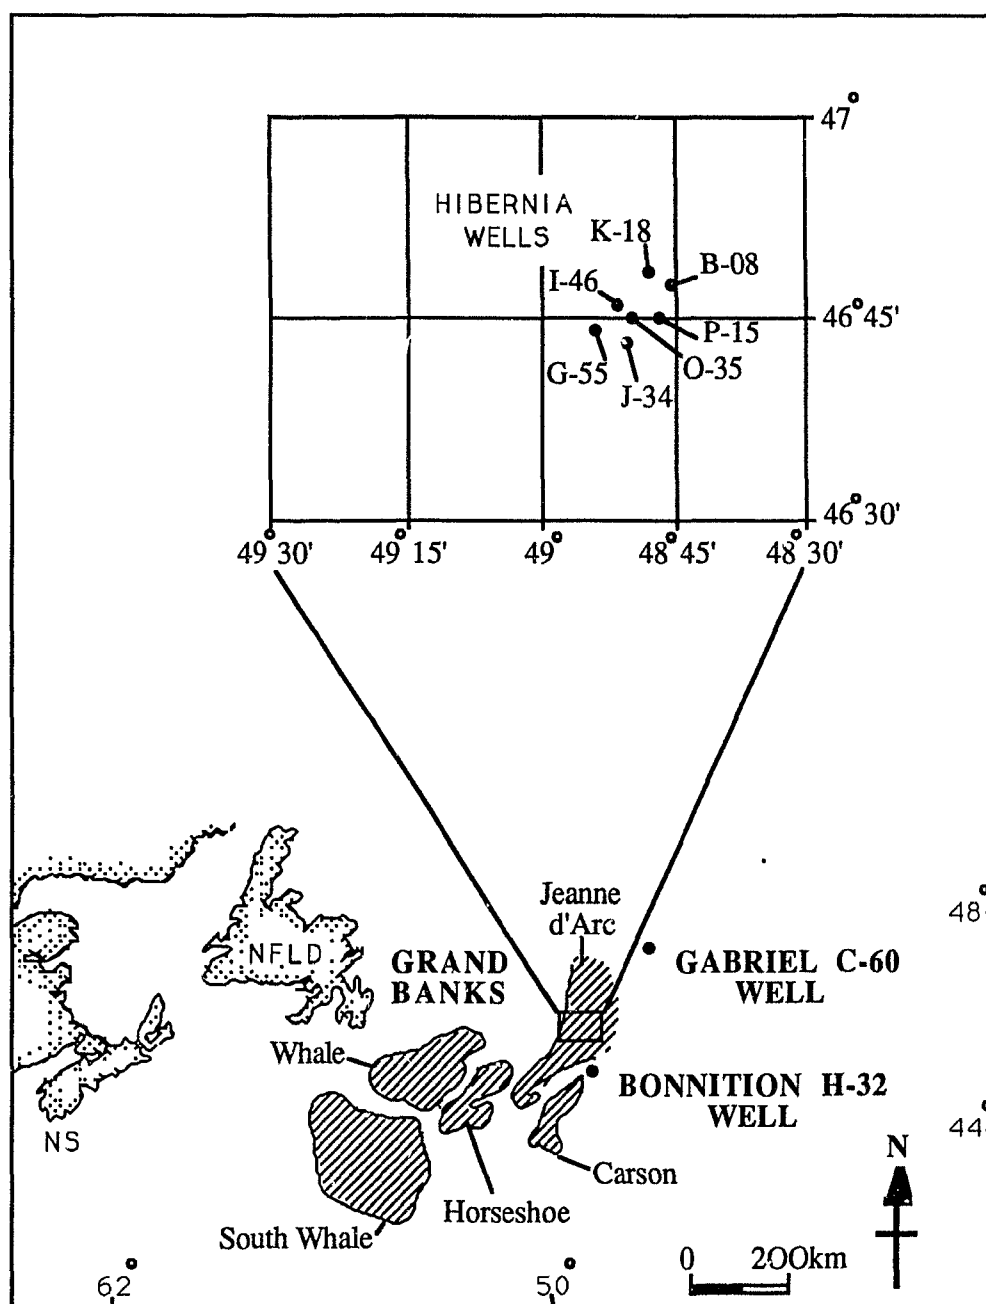 47°
HIBERNIA
WELLS
K-18
B-08
I-46
46°45'
P-15
O-35
G-55
J-34
46°30'
49°30'
49°15'
49°
48°45'
48°30'
Jeanne
d'Arc
48
NFLD
GRAND
BANKS
GABRIEL C-60
WELL
Whale
BONNITION H-32
WELL
44
NS
N
Carson
Horseshoe
South Whale
0 200km
62°
50°